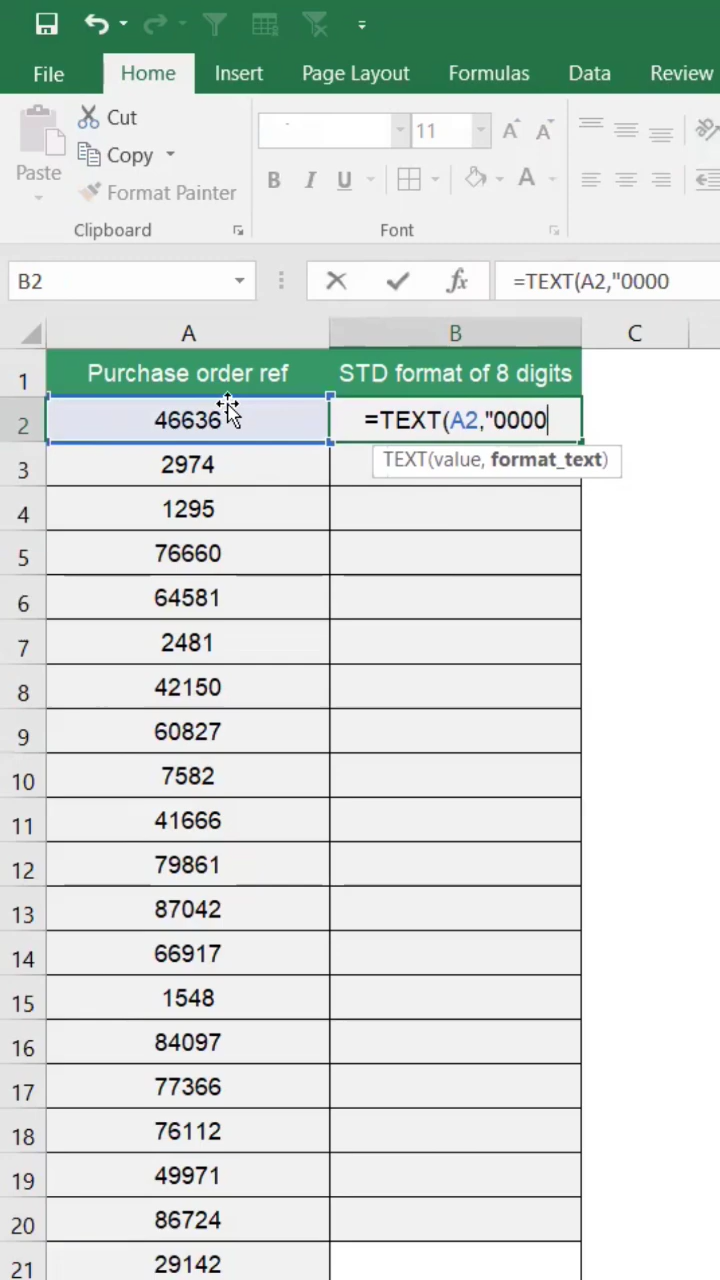 File Home Insert Page Layout Formulas Data Review
Paste
Cut
Copy
Format Painter
Clipboard
11 A A
B I U A
Font
B2 fx =TEXT(A2,"0000
A B C
1 Purchase order ref STD format of 8 digits
2 46636 =TEXT(A2,"0000
TEXT(value, format_text)
3 2974
4 1295
5 76660
6 64581
7 2481
8 42150
9 60827
10 7582
11 41666
12 79861
13 87042
14 66917
15 1548
16 84097
17 77366
18 76112
19 49971
20 86724
21 29142